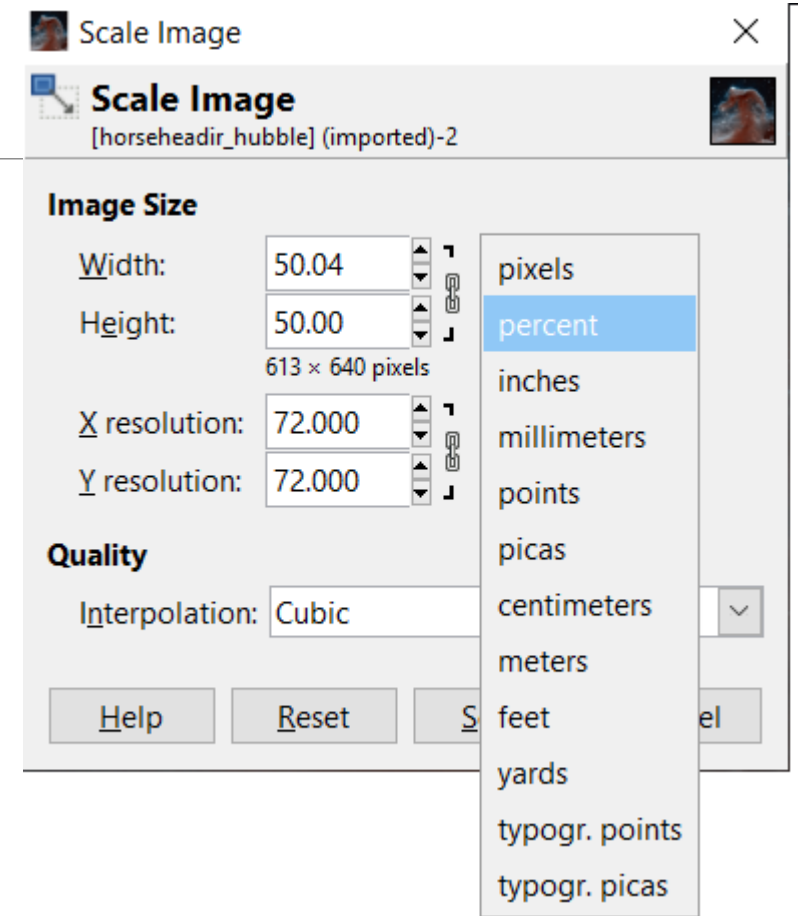 Scale Image
Scale Image
[horseheadir_hubble] (imported)-2
Image Size
Width: 50.04
Height: 50.00
613 × 640 pixels
X resolution: 72.000
Y resolution: 72.000
pixels
percent
inches
millimeters
points
picas
centimeters
meters
feet
yards
typogr. points
typogr. picas
Quality
Interpolation: Cubic
Help Reset